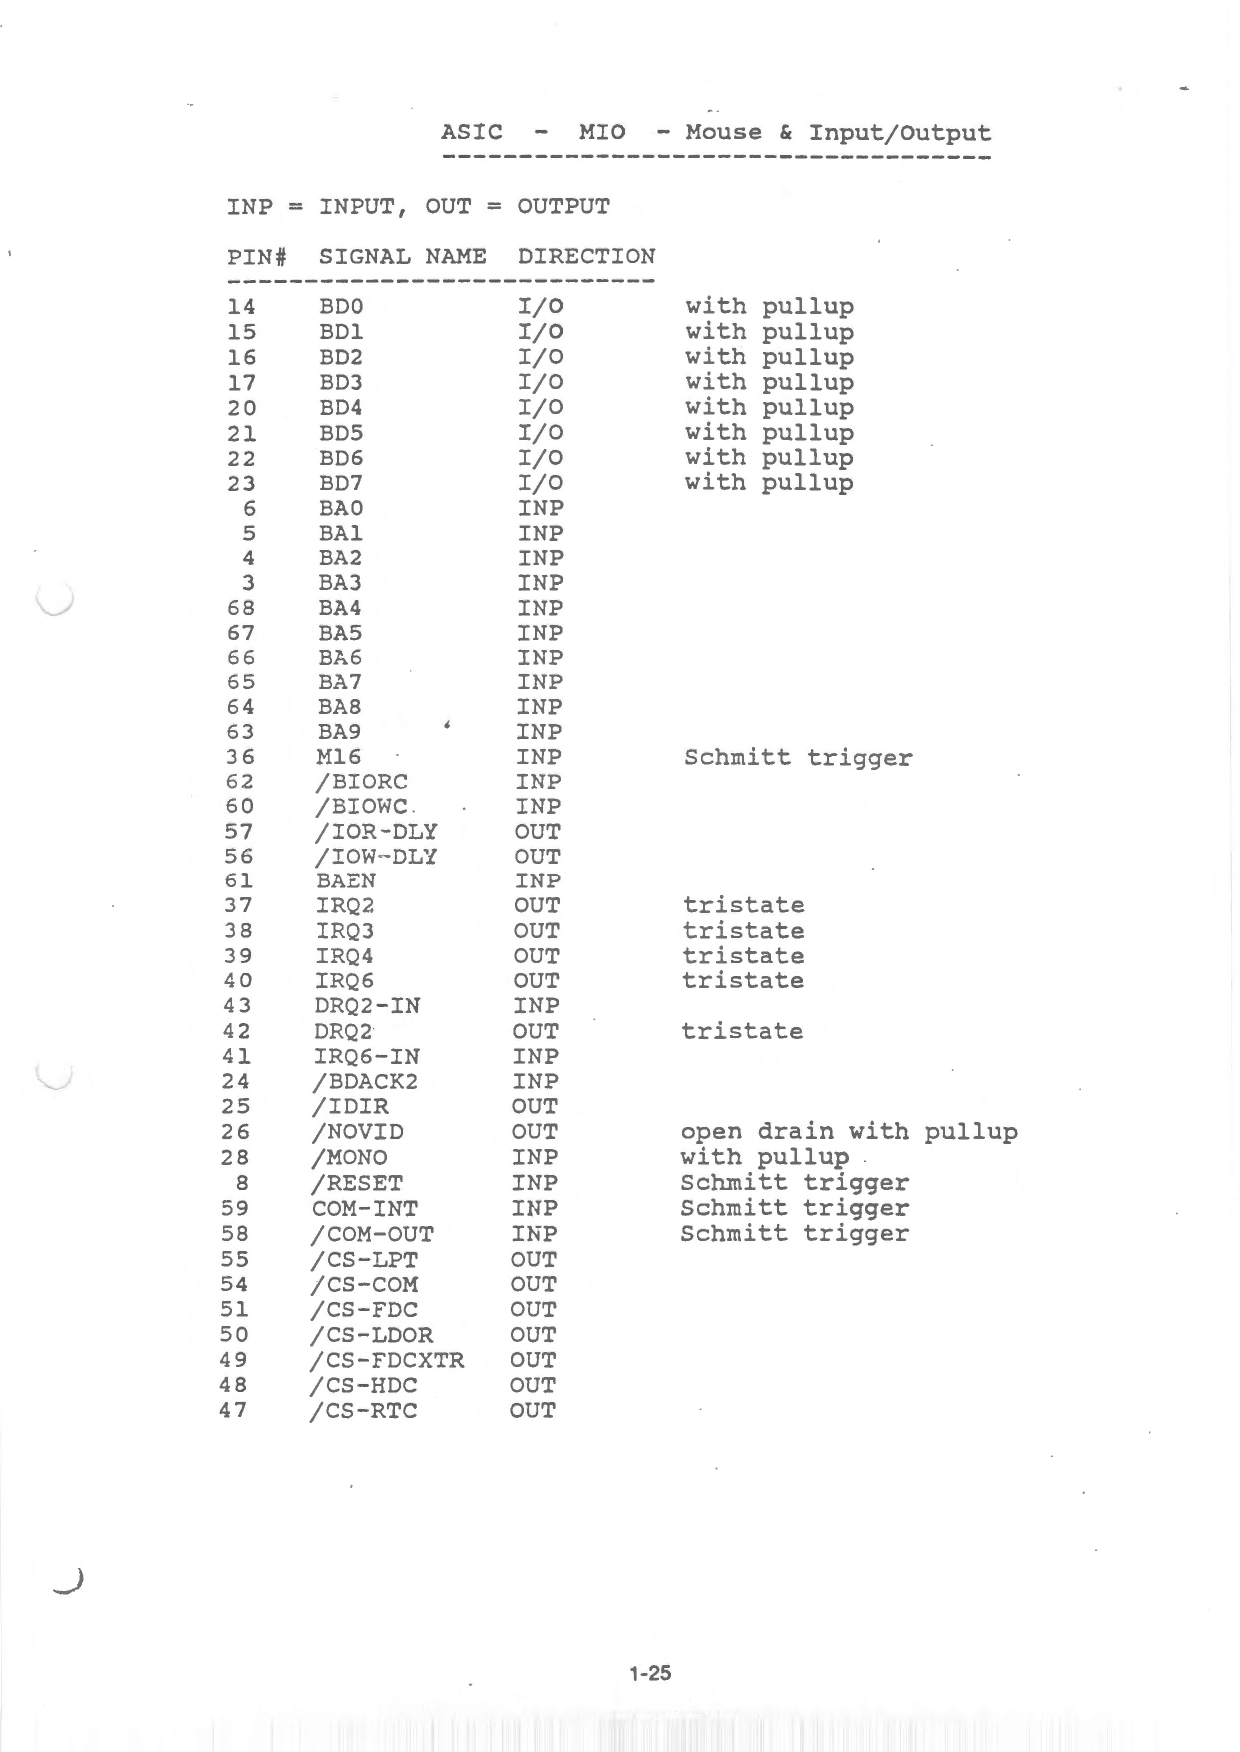 ASIC - MIO - Mouse & Input/Output
INP = INPUT, OUT = OUTPUT
PIN# SIGNAL NAME DIRECTION
14 BD0 I/O with pullup
15 BD1 I/O with pullup
16 BD2 I/O with pullup
17 BD3 I/O with pullup
20 BD4 I/O with pullup
21 BD5 I/O with pullup
22 BD6 I/O with pullup
23 BD7 I/O with pullup
6 BA0 INP
5 BA1 INP
4 BA2 INP
3 BA3 INP
68 BA4 INP
67 BA5 INP
66 BA6 INP
65 BA7 INP
64 BA8 INP
63 BA9 INP
36 M16 INP Schmitt trigger
62 /BIORC INP
60 /BIOWC INP
57 /IOR-DLY OUT
56 /IOW-DLY OUT
61 BAEN INP
37 IRQ2 OUT tristate
38 IRQ3 OUT tristate
39 IRQ4 OUT tristate
40 IRQ6 OUT tristate
43 DRQ2-IN INP
42 DRQ2 OUT tristate
41 IRQ6-IN INP
24 /BDACK2 INP
25 /IDIR OUT
26 /NOVID OUT open drain with pullup
28 /MONO INP with pullup
8 /RESET INP Schmitt trigger
59 COM-INT INP Schmitt trigger
58 /COM-OUT INP Schmitt trigger
55 /CS-LPT OUT
54 /CS-COM OUT
51 /CS-FDC OUT
50 /CS-LDOR OUT
49 /CS-FDCXTR OUT
48 /CS-HDC OUT
47 /CS-RTC OUT
1-25